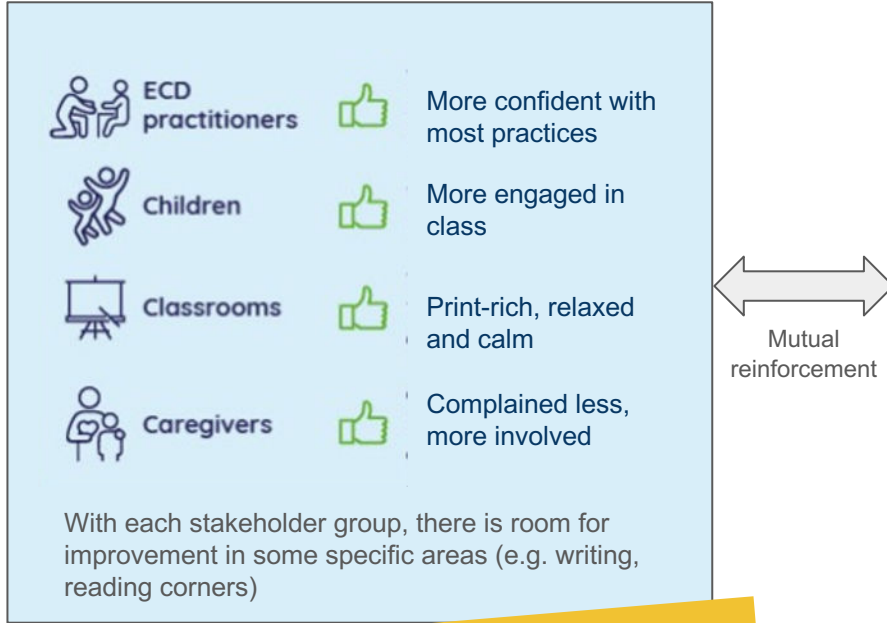 ECD
practitioners
More confident with
most practices
Children
More engaged in
class
Classrooms
Print-rich, relaxed
and calm
Caregivers
Complained less,
more involved
With each stakeholder group, there is room for
improvement in some specific areas (e.g. writing,
reading corners)
Mutual
reinforcement